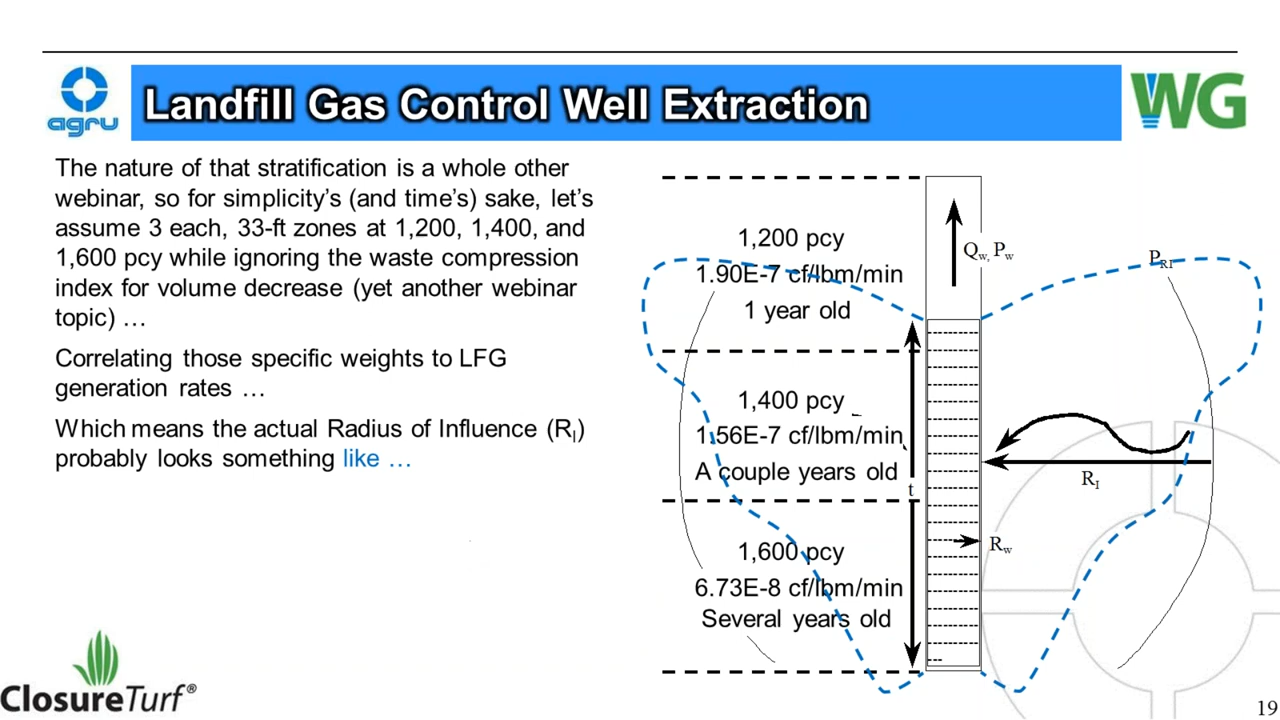 agru
Landfill Gas Control Well Extraction
WG
The nature of that stratification is a whole other
webinar, so for simplicity's (and time's) sake, let's
assume 3 each, 33-ft zones at 1,200, 1,400, and
1,600 pcy while ignoring the waste compression
index for volume decrease (yet another webinar
topic) …
Correlating those specific weights to LFG
generation rates …
Which means the actual Radius of Influence (RI)
probably looks something like …
1,200 pcy
1.90E-7 cf/lbm/min
1 year old
1,400 pcy
1.56E-7 cf/lbm/min
A couple years old
1,600 pcy
6.73E-8 cf/lbm/min
Several years old
Qw, Pw
PRI
RI
t
Rw
ClosureTurf®
19